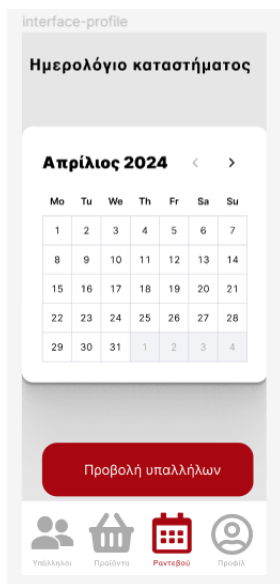 interface-profile
Ημερολόγιο καταστήματος
Απρίλιος 2024
Mo Tu We Th Fr Sa Su
1 2 3 4 5 6 7
8 9 10 11 12 13 14
15 16 17 18 19 20 21
22 23 24 25 26 27 28
29 30 31 1 2 3 4
Προβολή υπαλλήλων
Υπάλληλοι Προϊόντα Ραντεβού Προφίλ